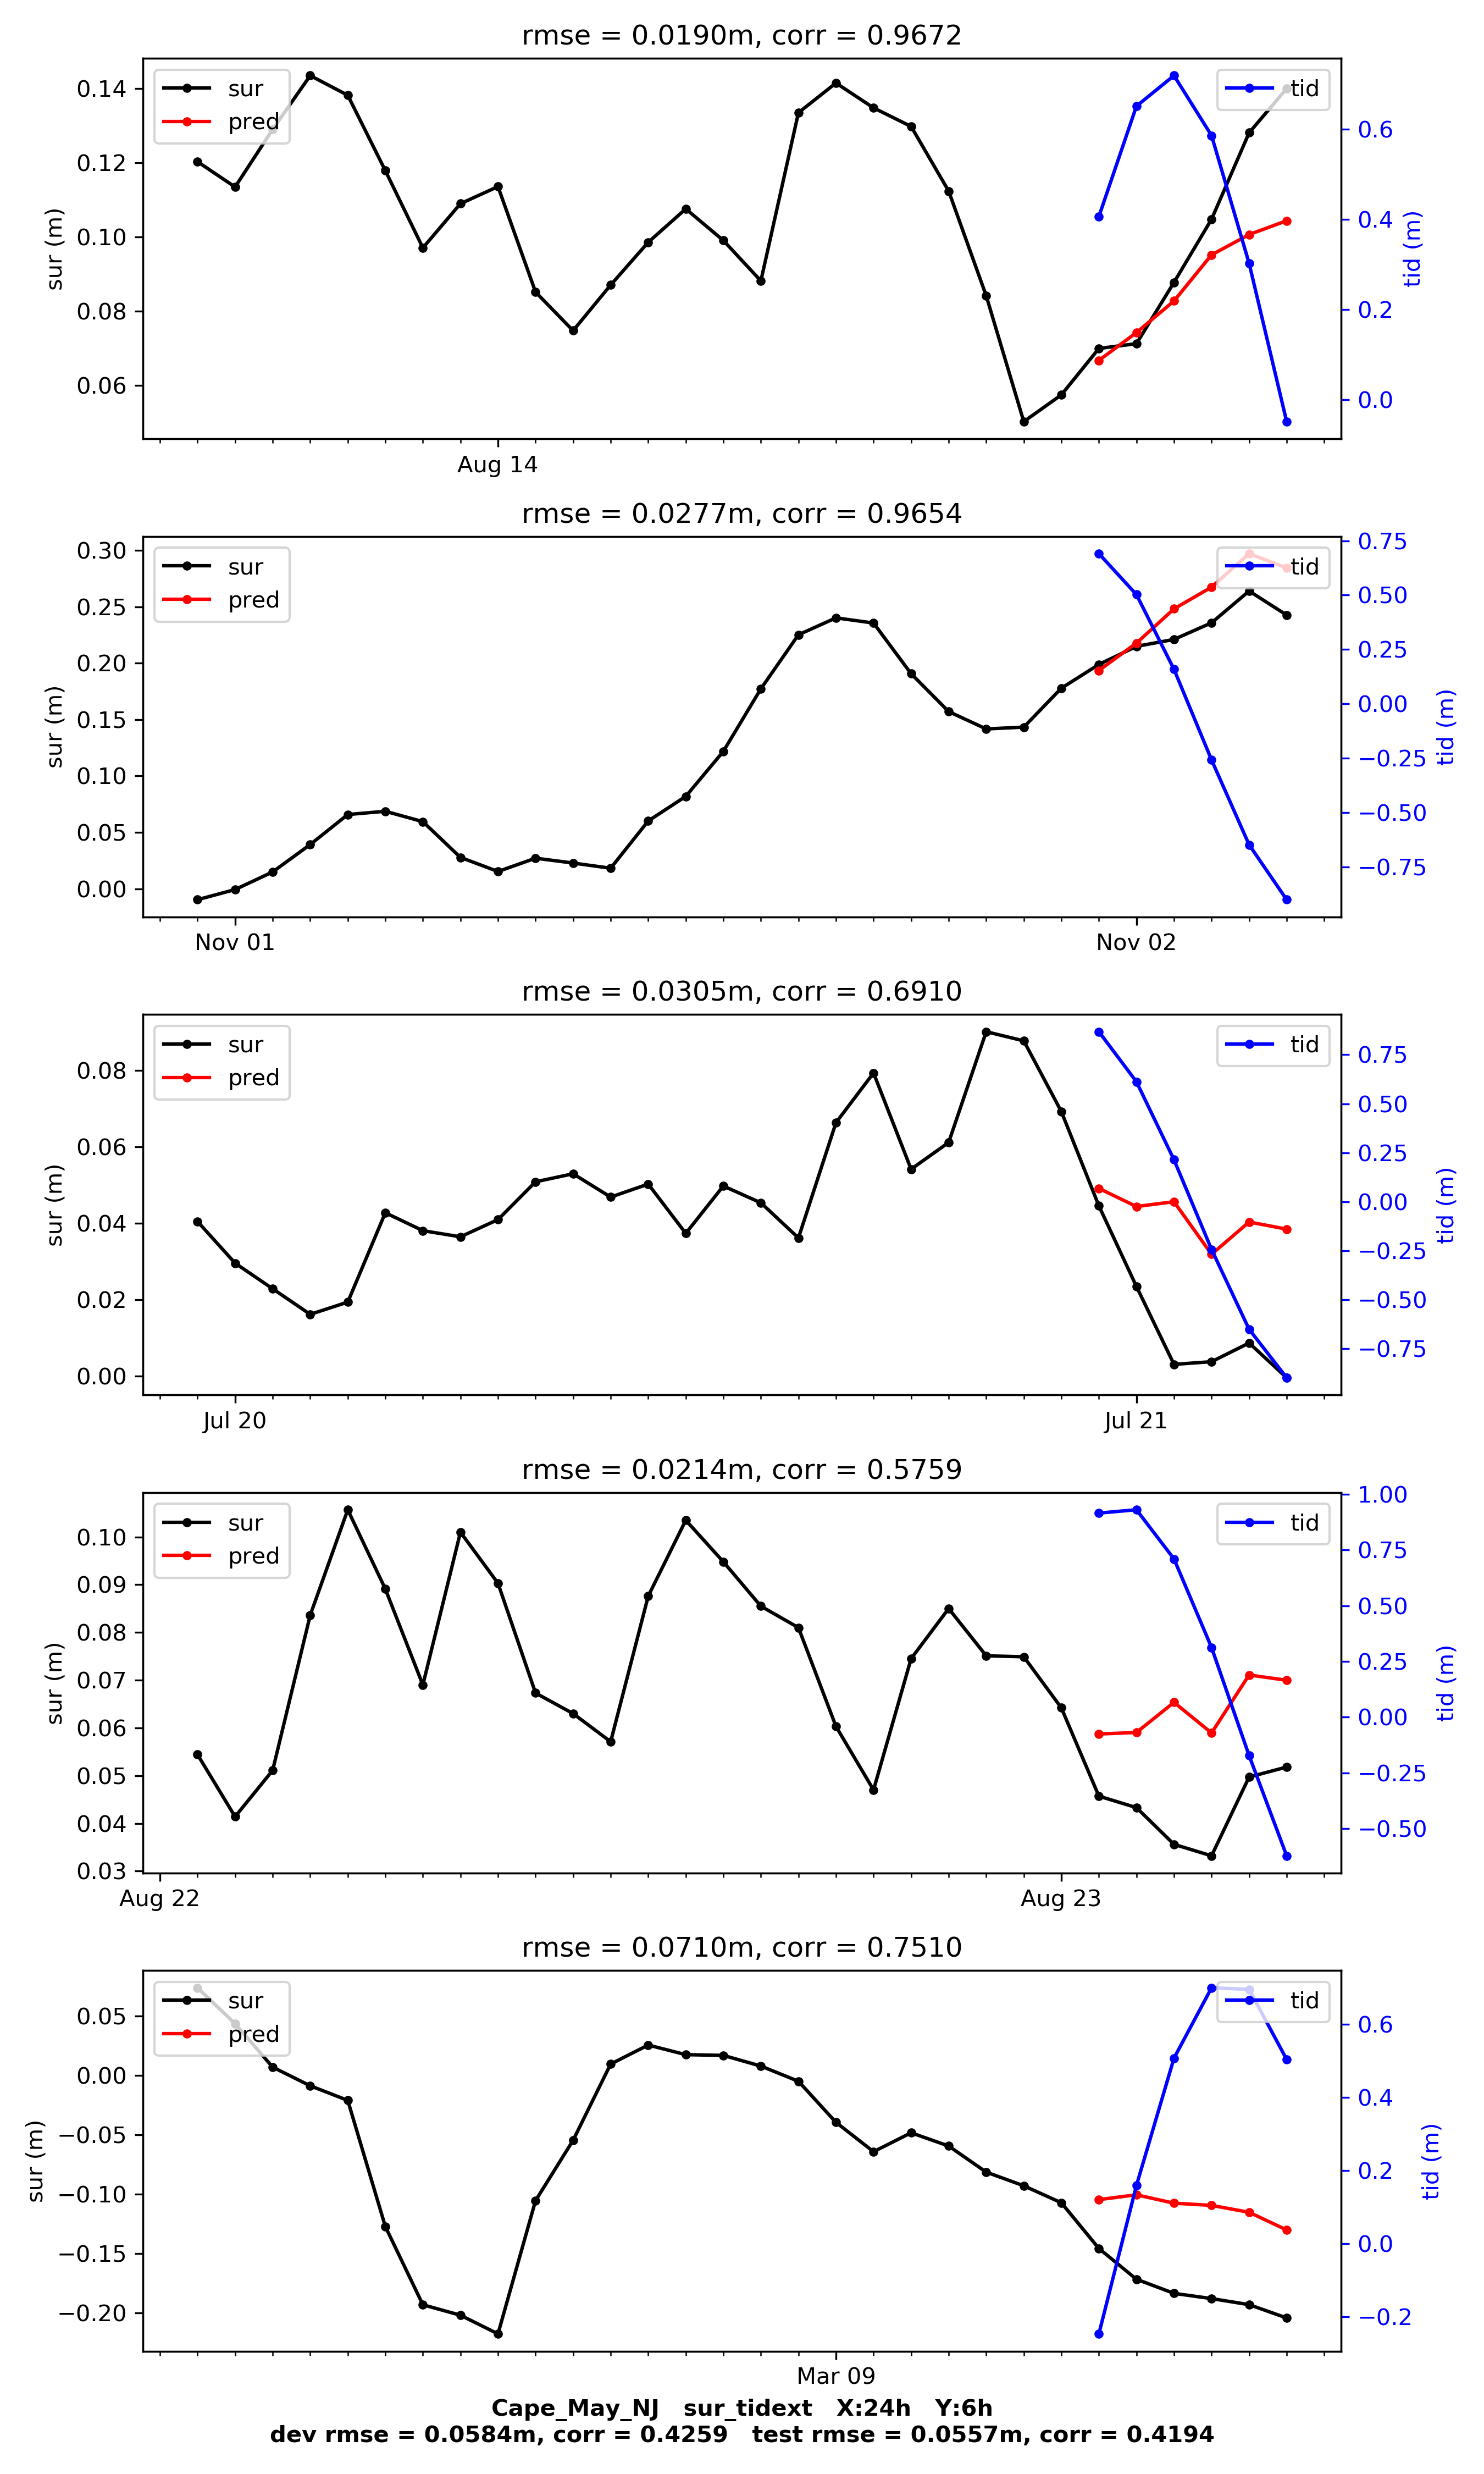 rmse = 0.0190m, corr = 0.9672
sur
pred
tid
0.14
0.12
0.10
0.08
0.06
sur (m)
0.6
0.4
0.2
0.0
tid (m)
Aug 14
rmse = 0.0277m, corr = 0.9654
sur
pred
tid
0.30
0.25
0.20
0.15
0.10
0.05
0.00
sur (m)
0.75
0.50
0.25
0.00
−0.25
−0.50
−0.75
tid (m)
Nov 01
Nov 02
rmse = 0.0305m, corr = 0.6910
sur
pred
tid
0.08
0.06
0.04
0.02
0.00
sur (m)
0.75
0.50
0.25
0.00
−0.25
−0.50
−0.75
tid (m)
Jul 20
Jul 21
rmse = 0.0214m, corr = 0.5759
sur
pred
tid
0.10
0.09
0.08
0.07
0.06
0.05
0.04
0.03
sur (m)
1.00
0.75
0.50
0.25
0.00
−0.25
−0.50
tid (m)
Aug 22
Aug 23
rmse = 0.0710m, corr = 0.7510
sur
pred
tid
0.05
0.00
−0.05
−0.10
−0.15
−0.20
sur (m)
0.6
0.4
0.2
0.0
−0.2
tid (m)
Mar 09
Cape_May_NJ   sur_tidext   X:24h   Y:6h
dev rmse = 0.0584m, corr = 0.4259   test rmse = 0.0557m, corr = 0.4194